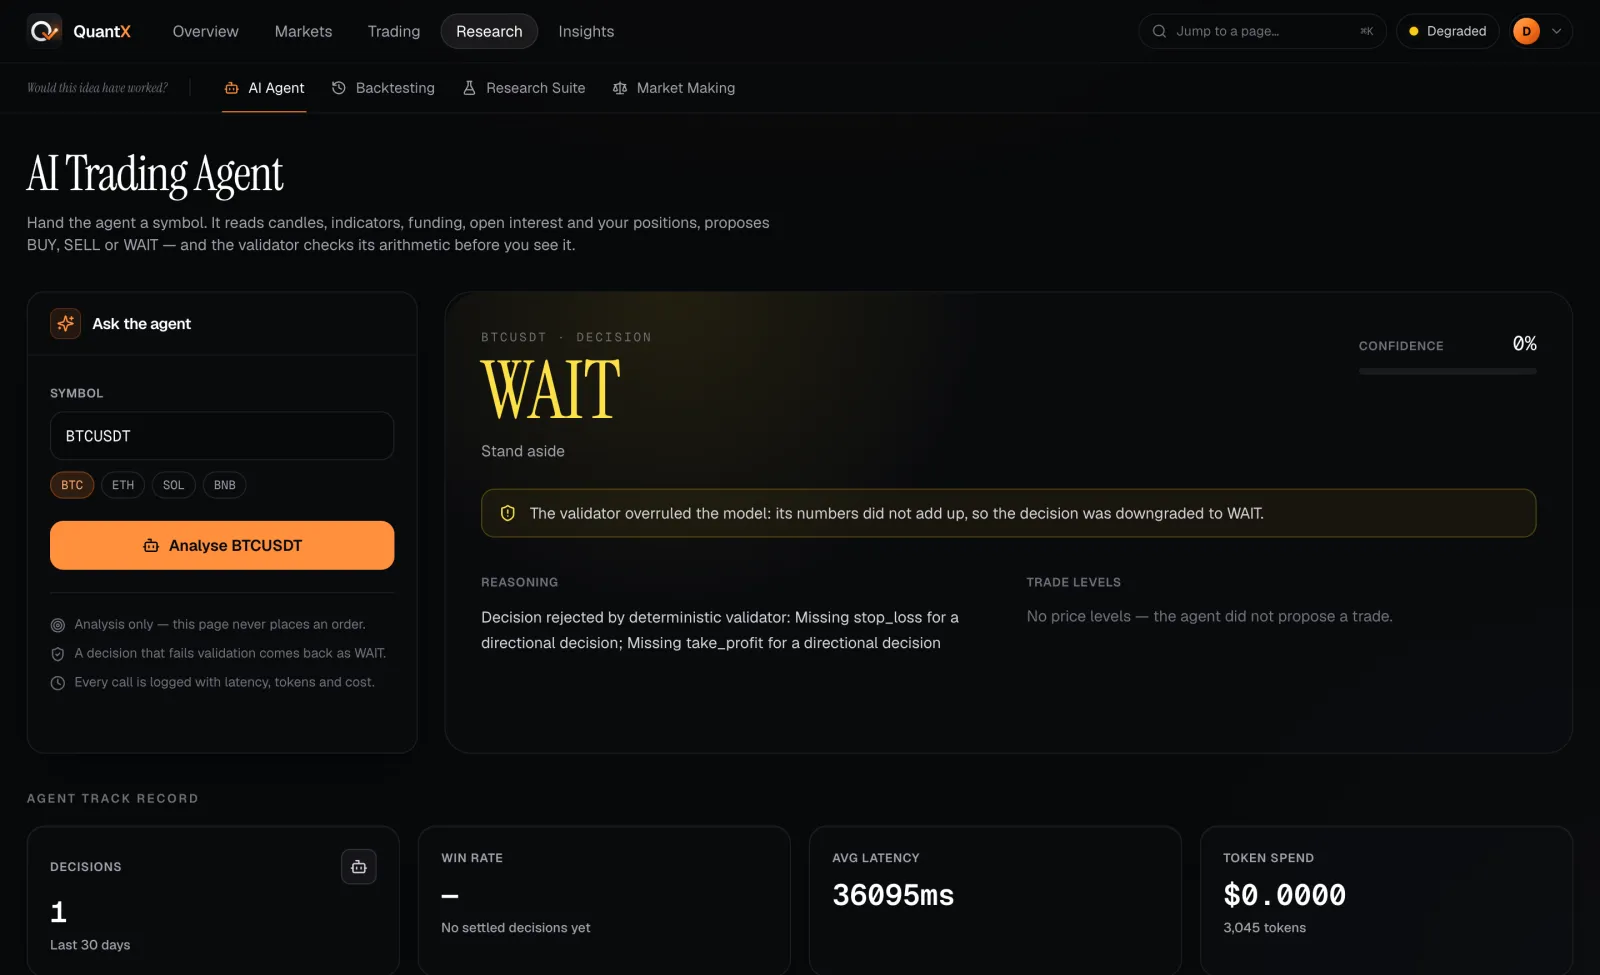 QuantX
Overview
Markets
Trading
Research
Insights
Jump to a page…
⌘K
Degraded
D
Would this idea have worked?
AI Agent
Backtesting
Research Suite
Market Making
AI Trading Agent
Hand the agent a symbol. It reads candles, indicators, funding, open interest and your positions, proposes
BUY, SELL or WAIT — and the validator checks its arithmetic before you see it.
Ask the agent
SYMBOL
BTCUSDT
BTC
ETH
SOL
BNB
Analyse BTCUSDT
Analysis only — this page never places an order.
A decision that fails validation comes back as WAIT.
Every call is logged with latency, tokens and cost.
BTCUSDT · DECISION
WAIT
Stand aside
CONFIDENCE
0%
The validator overruled the model: its numbers did not add up, so the decision was downgraded to WAIT.
REASONING
Decision rejected by deterministic validator: Missing stop_loss for a
directional decision; Missing take_profit for a directional decision
TRADE LEVELS
No price levels — the agent did not propose a trade.
AGENT TRACK RECORD
DECISIONS
1
Last 30 days
WIN RATE
—
No settled decisions yet
AVG LATENCY
36095ms
TOKEN SPEND
$0.0000
3,045 tokens